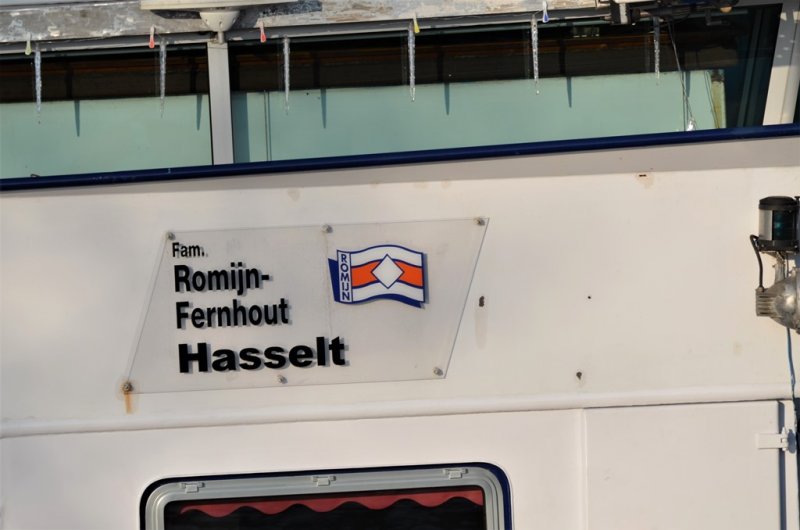 Fam.
Romijn-
Fernhout
Hasselt
ROMIJN